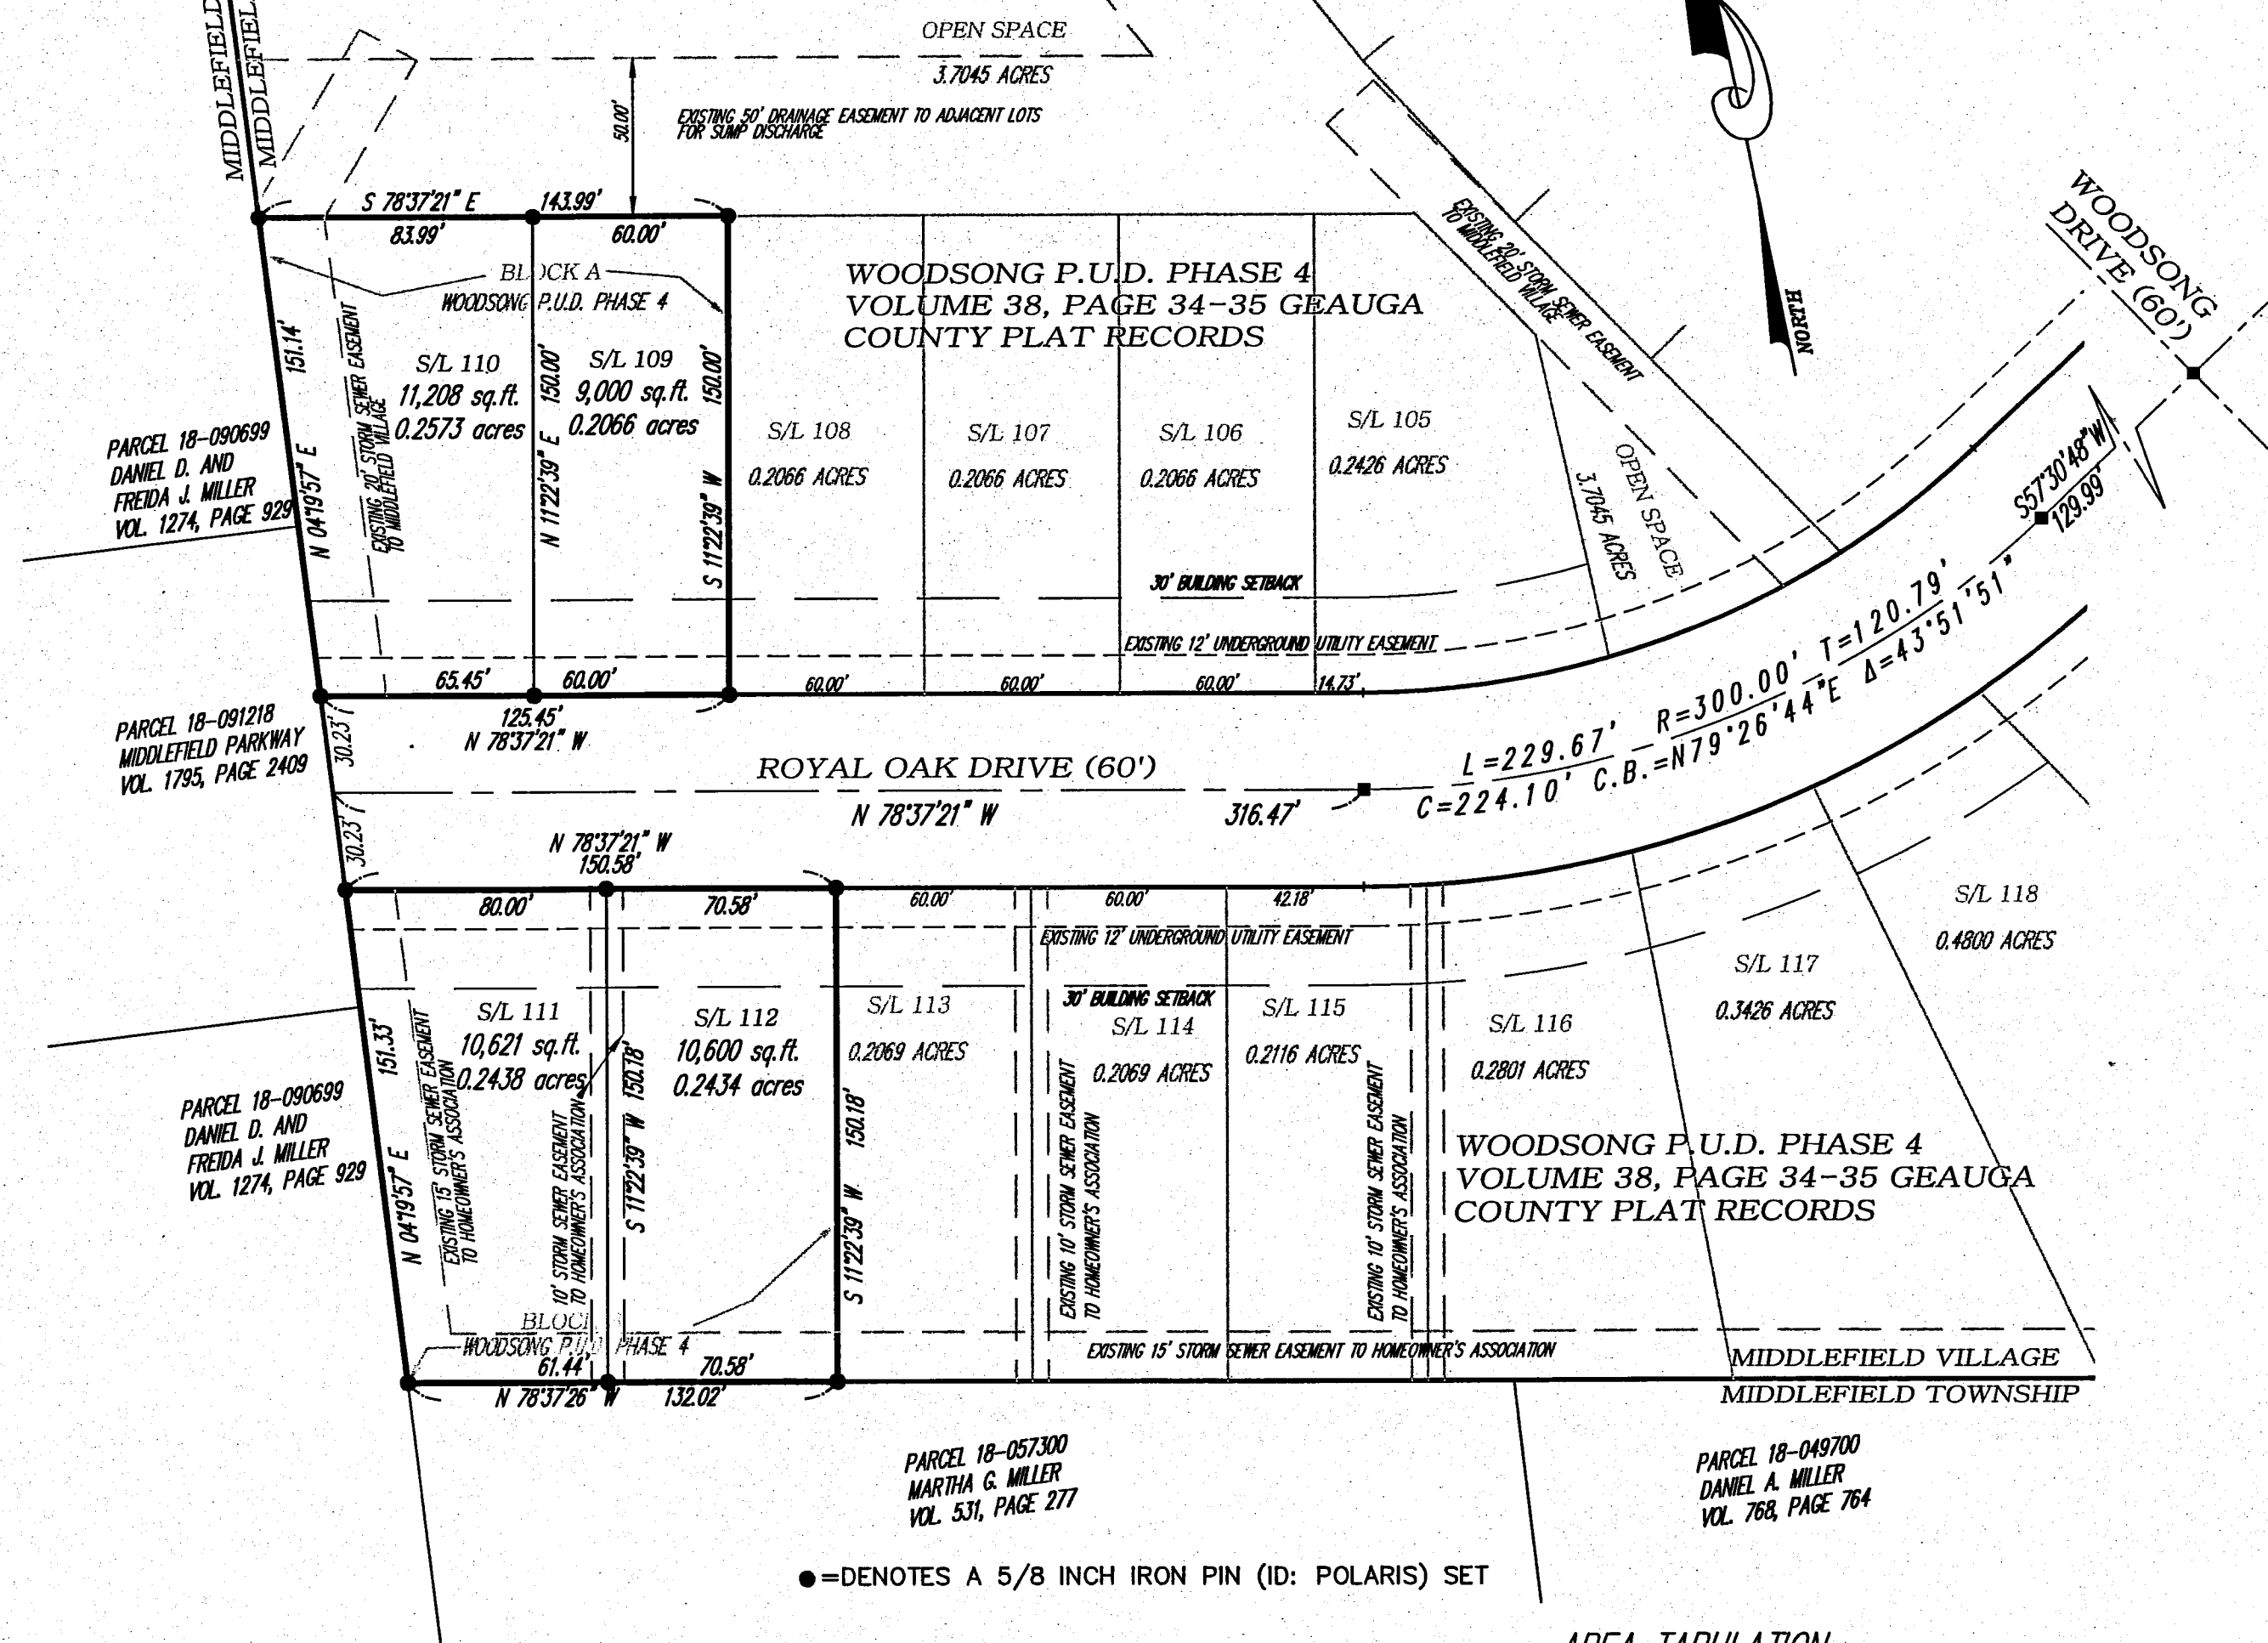 MIDDLEFIELD
MIDDLEFIEL
OPEN SPACE
3.7045 ACRES
50.00'
EXISTING 50' DRAINAGE EASEMENT TO ADJACENT LOTS
FOR SUMP DISCHARGE
S 78°37'21" E 143.99'
83.99' 60.00'
BLOCK A
WOODSONG P.U.D. PHASE 4
WOODSONG P.U.D. PHASE 4
VOLUME 38, PAGE 34-35 GEAUGA
COUNTY PLAT RECORDS
EXISTING 20' STORM SEWER EASEMENT
TO MIDDLEFIELD VILLAGE
WOODSONG
DRIVE (60')
NORTH
N 04°19'57" E 151.14'
EXISTING 20' STORM SEWER EASEMENT
TO MIDDLEFIELD VILLAGE
S/L 110
11,208 sq.ft.
0.2573 acres
N 11°22'39" E 150.00'
S/L 109
9,000 sq.ft.
0.2066 acres
S 11°22'39" W 150.00'
S/L 108
0.2066 ACRES
S/L 107
0.2066 ACRES
S/L 106
0.2066 ACRES
S/L 105
0.2426 ACRES
OPEN SPACE
3.7045 ACRES
S57°30'48"W
129.99'
PARCEL 18-090699
DANIEL D. AND
FREIDA J. MILLER
VOL. 1274, PAGE 929
30' BUILDING SETBACK
EXISTING 12' UNDERGROUND UTILITY EASEMENT
65.45' 60.00' 60.00' 60.00' 60.00' 14.73'
125.45'
N 78°37'21" W
PARCEL 18-091218
MIDDLEFIELD PARKWAY
VOL. 1795, PAGE 2409
30.23'
30.23'
ROYAL OAK DRIVE (60')
N 78°37'21" W 316.47'
L=229.67' R=300.00' T=120.79'
C=224.10' C.B.=N79°26'44"E Δ=43°51'51"
N 78°37'21" W
150.58'
80.00' 70.58' 60.00' 60.00' 42.18'
EXISTING 12' UNDERGROUND UTILITY EASEMENT
30' BUILDING SETBACK
S/L 111
10,621 sq.ft.
0.2438 acres
S/L 112
10,600 sq.ft.
0.2434 acres
S/L 113
0.2069 ACRES
S/L 114
0.2069 ACRES
S/L 115
0.2116 ACRES
S/L 116
0.2801 ACRES
S/L 117
0.3426 ACRES
S/L 118
0.4800 ACRES
N 04°19'57" E 151.33'
EXISTING 15' STORM SEWER EASEMENT
TO HOMEOWNER'S ASSOCIATION
10' STORM SEWER EASEMENT
TO HOMEOWNER'S ASSOCIATION
S 11°22'39" W 150.18'
S 11°22'39" W 150.18'
EXISTING 10' STORM SEWER EASEMENT
TO HOMEOWNER'S ASSOCIATION
EXISTING 10' STORM SEWER EASEMENT
TO HOMEOWNER'S ASSOCIATION
PARCEL 18-090699
DANIEL D. AND
FREIDA J. MILLER
VOL. 1274, PAGE 929
WOODSONG P.U.D. PHASE 4
VOLUME 38, PAGE 34-35 GEAUGA
COUNTY PLAT RECORDS
BLOCK
WOODSONG P.U.D. PHASE 4
EXISTING 15' STORM SEWER EASEMENT TO HOMEOWNER'S ASSOCIATION
61.44' 70.58'
N 78°37'26" W 132.02'
MIDDLEFIELD VILLAGE
MIDDLEFIELD TOWNSHIP
PARCEL 18-057300
MARTHA G. MILLER
VOL. 531, PAGE 277
PARCEL 18-049700
DANIEL A. MILLER
VOL. 768, PAGE 764
●=DENOTES A 5/8 INCH IRON PIN (ID: POLARIS) SET
AREA TABULATION